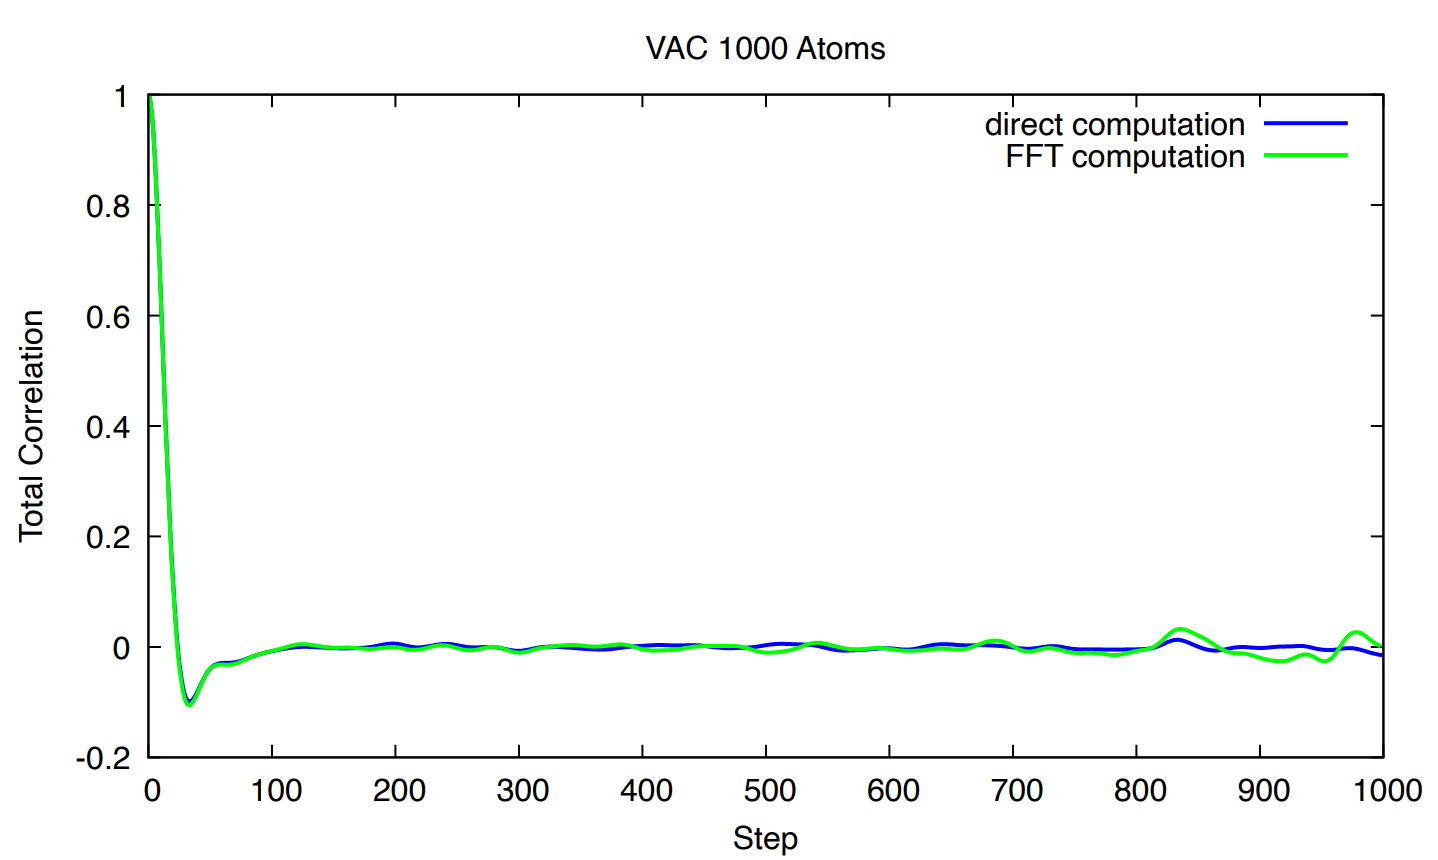 VAC 1000 Atoms
direct computation
FFT computation
1
0.8
0.6
0.4
0.2
0
-0.2
Total Correlation
0 100 200 300 400 500 600 700 800 900 1000
Step